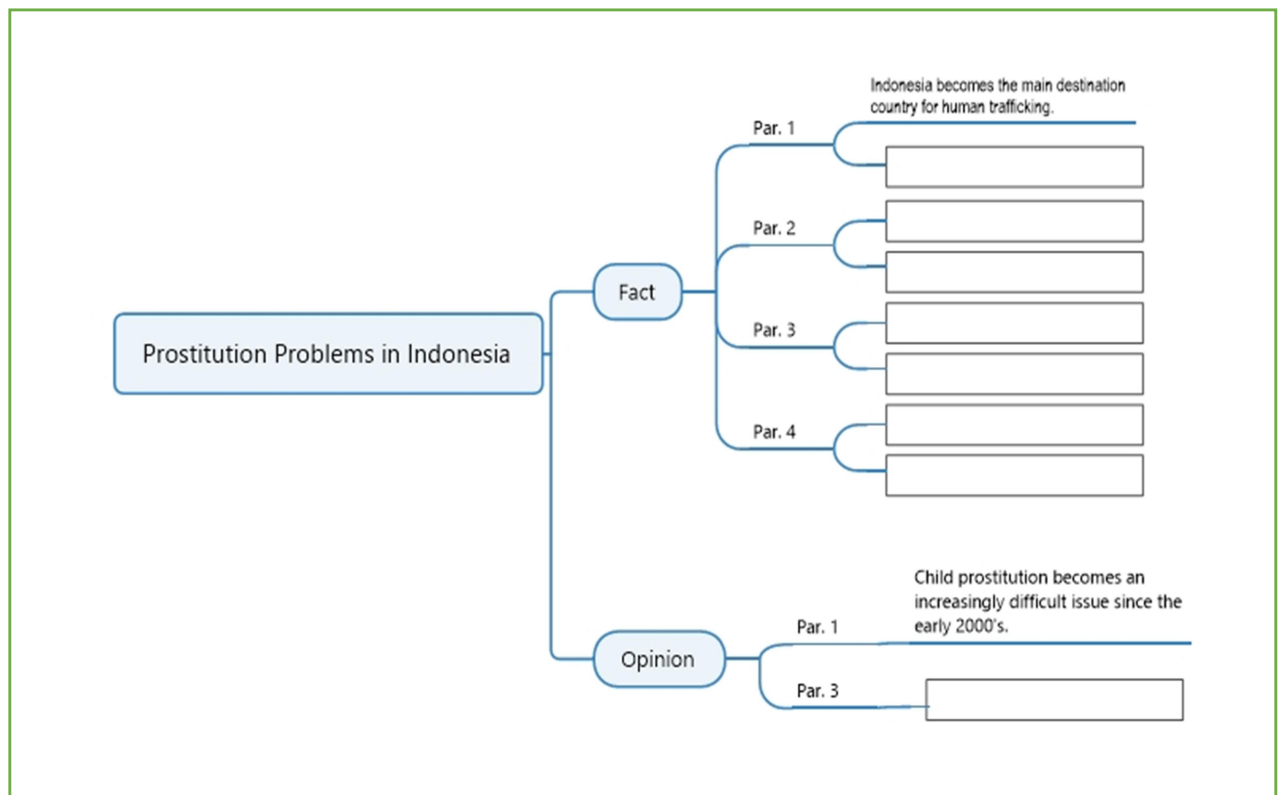 Indonesia becomes the main destination
country for human trafficking.
Par. 1
Par. 2
Fact
Par. 3
Prostitution Problems in Indonesia
Par. 4
Child prostitution becomes an
increasingly difficult issue since the
early 2000's.
Par. 1
Opinion
Par. 3